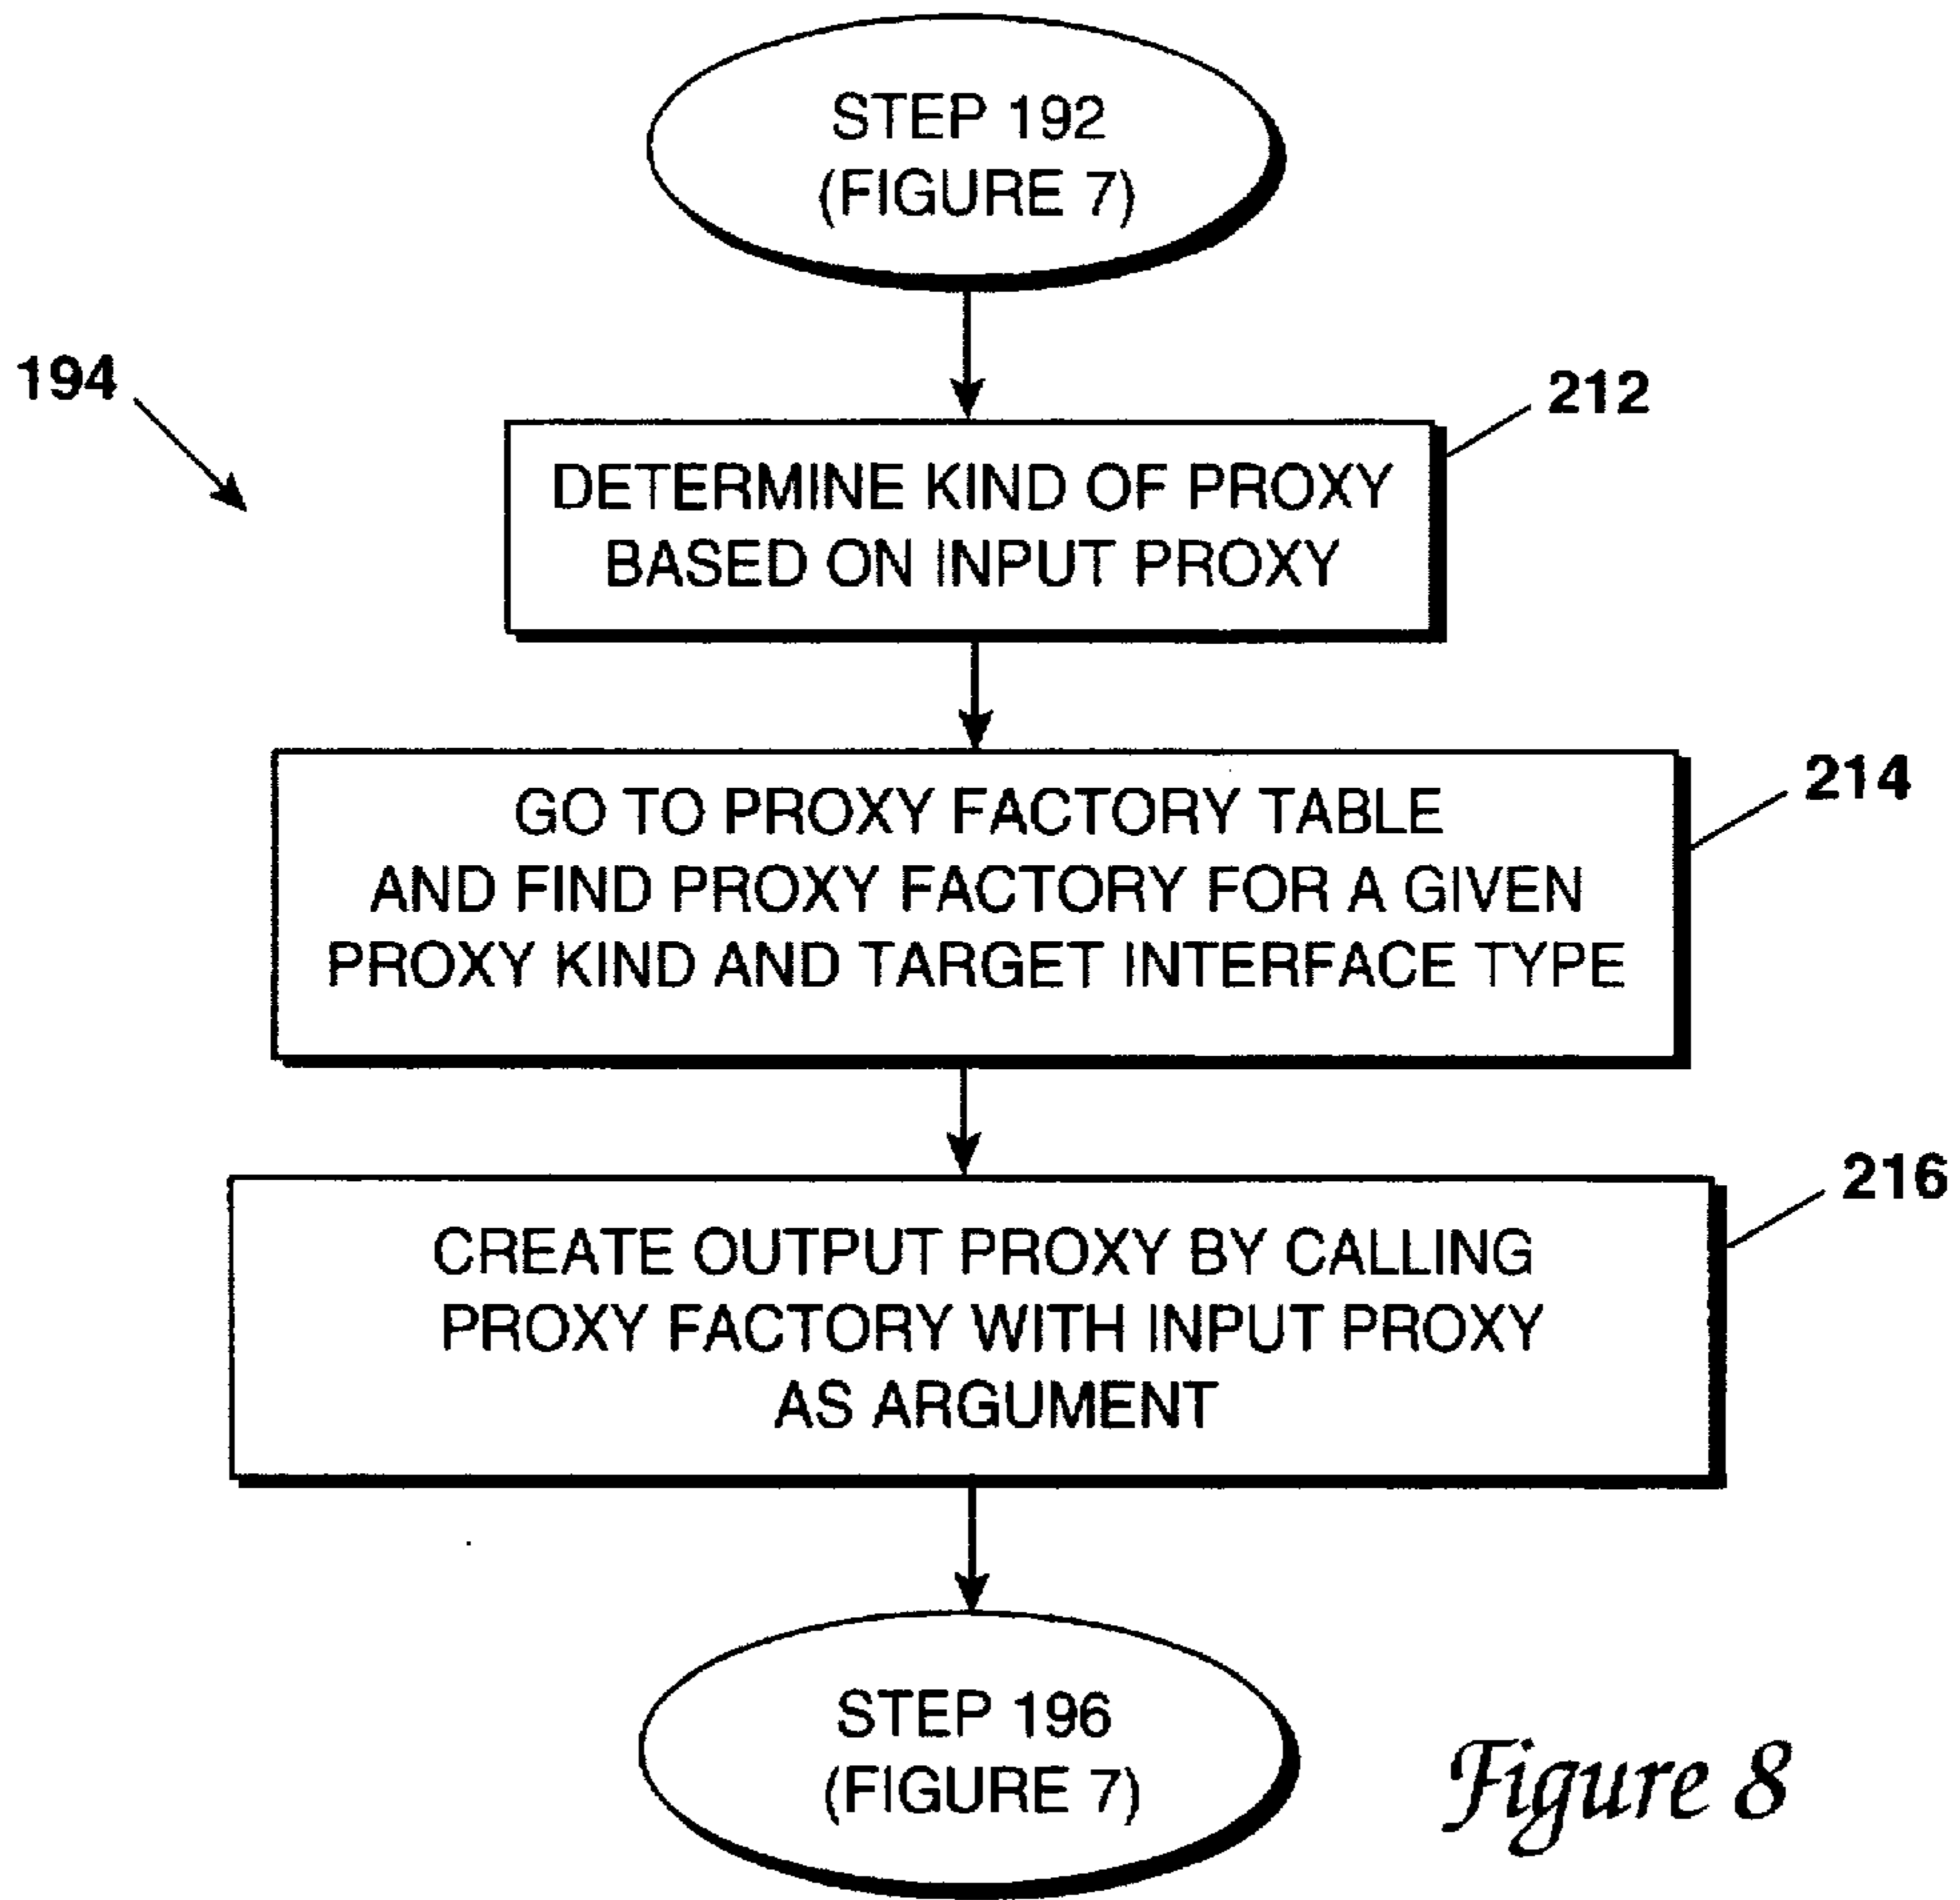 STEP 192
(FIGURE 7)
194
212
DETERMINE KIND OF PROXY
BASED ON INPUT PROXY
214
GO TO PROXY FACTORY TABLE
AND FIND PROXY FACTORY FOR A GIVEN
PROXY KIND AND TARGET INTERFACE TYPE
216
CREATE OUTPUT PROXY BY CALLING
PROXY FACTORY WITH INPUT PROXY
AS ARGUMENT
STEP 196
(FIGURE 7)
Figure 8